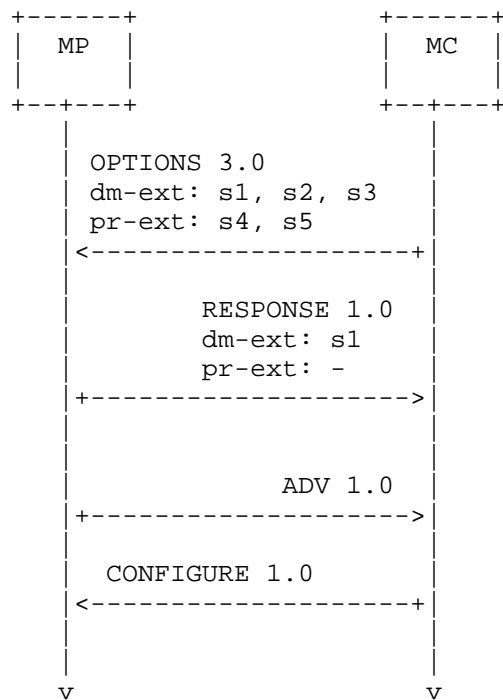 MP MC
OPTIONS 3.0
dm-ext: s1, s2, s3
pr-ext: s4, s5
RESPONSE 1.0
dm-ext: s1
pr-ext: -
ADV 1.0
CONFIGURE 1.0